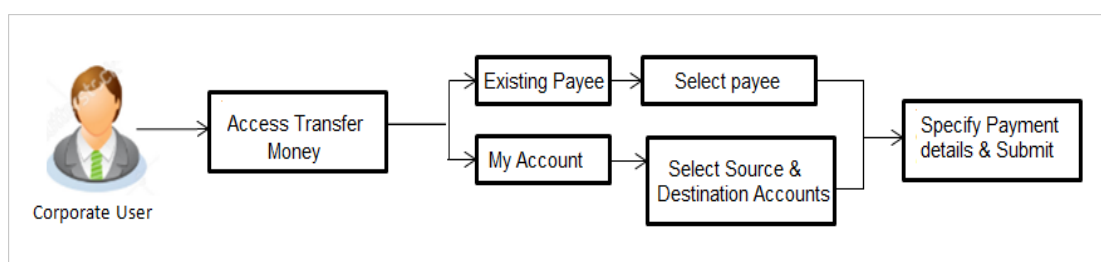 Corporate User
Access Transfer
Money
Existing Payee
Select payee
My Account
Select Source &
Destination Accounts
Specify Payment
details & Submit